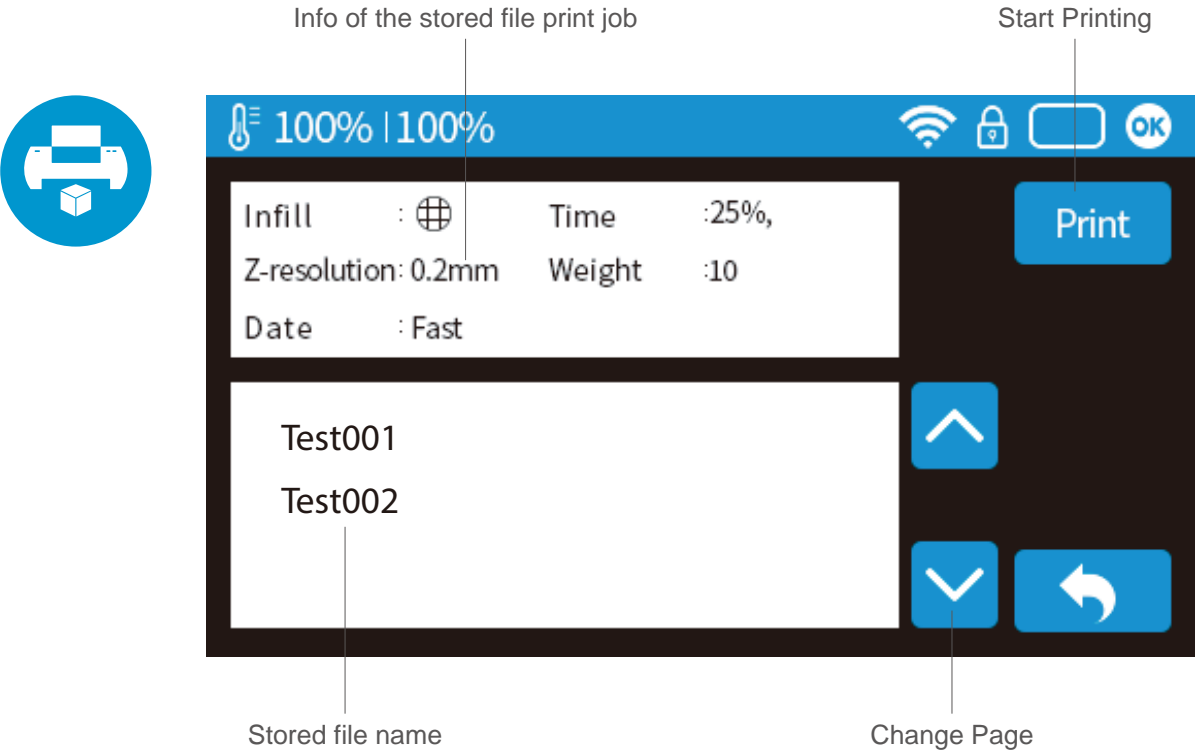 Info of the stored file print job
Start Printing
100% | 100%
OK
Infill : Time :25%,
Print
Z-resolution: 0.2mm Weight :10
Date : Fast
Test001
Test002
Stored file name
Change Page